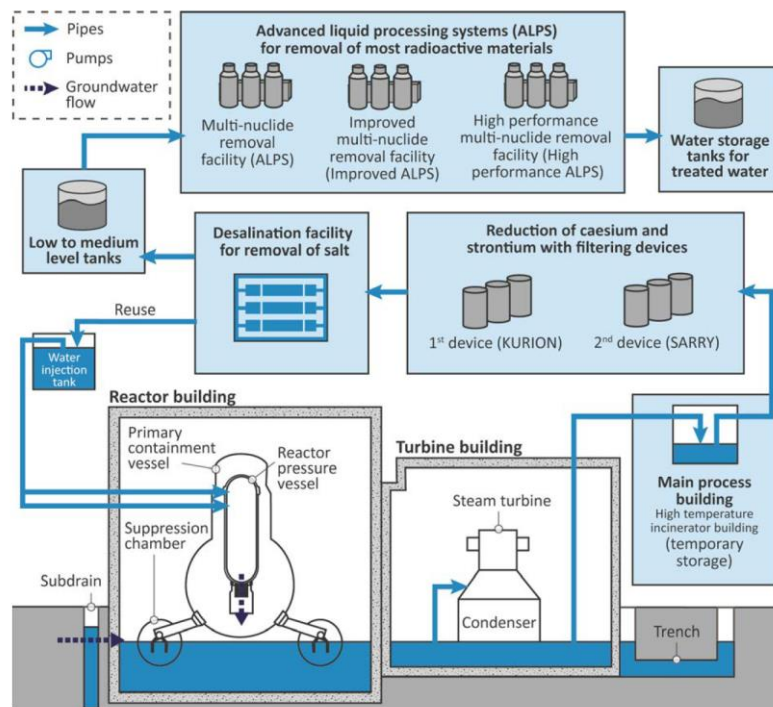 Pipes
Pumps
Groundwater
flow
Advanced liquid processing systems (ALPS)
for removal of most radioactive materials
Multi-nuclide
removal
facility (ALPS)
Improved
multi-nuclide
removal facility
(Improved ALPS)
High performance
multi-nuclide removal
facility (High
performance ALPS)
Water storage
tanks for
treated water
Low to medium
level tanks
Desalination facility
for removal of salt
Reduction of caesium and
strontium with filtering devices
1st device (KURION)
2nd device (SARRY)
Reuse
Water
injection
tank
Reactor building
Primary
containment
vessel
Reactor
pressure
vessel
Suppression
chamber
Subdrain
Turbine building
Steam turbine
Condenser
Main process
building
High temperature
incinerator building
(temporary
storage)
Trench